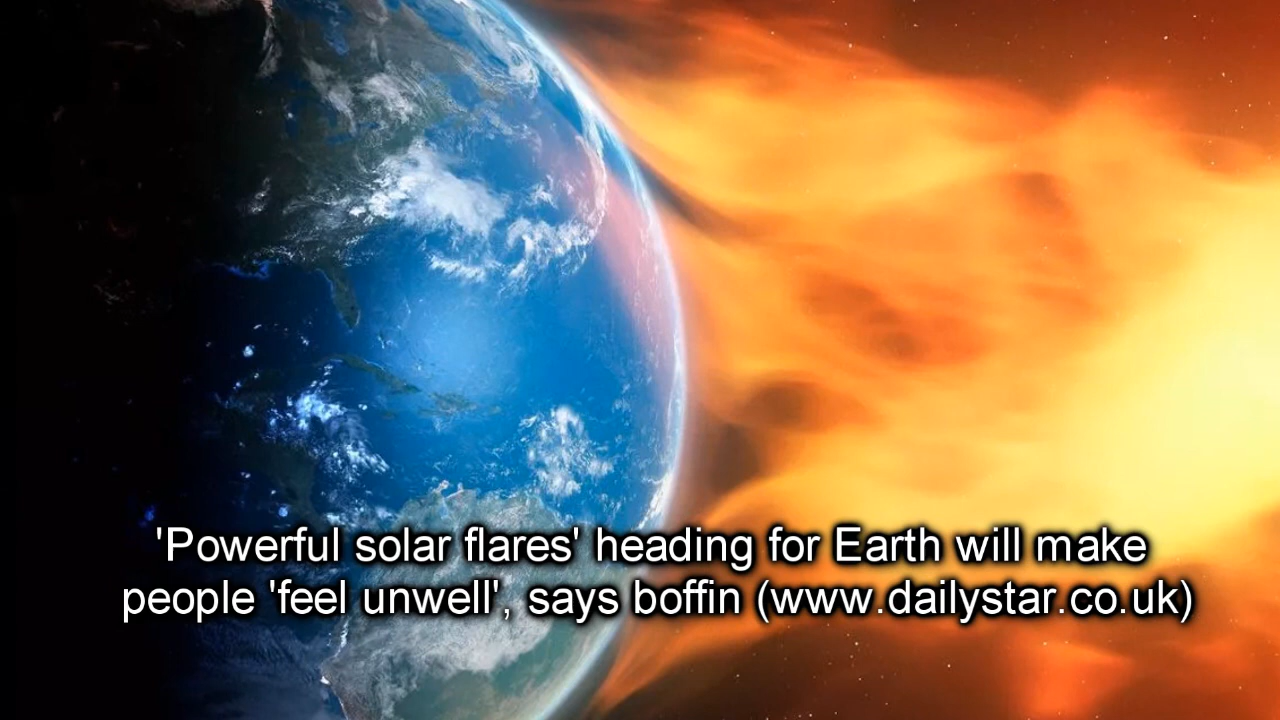 'Powerful solar flares' heading for Earth will make
people 'feel unwell', says boffin (www.dailystar.co.uk)